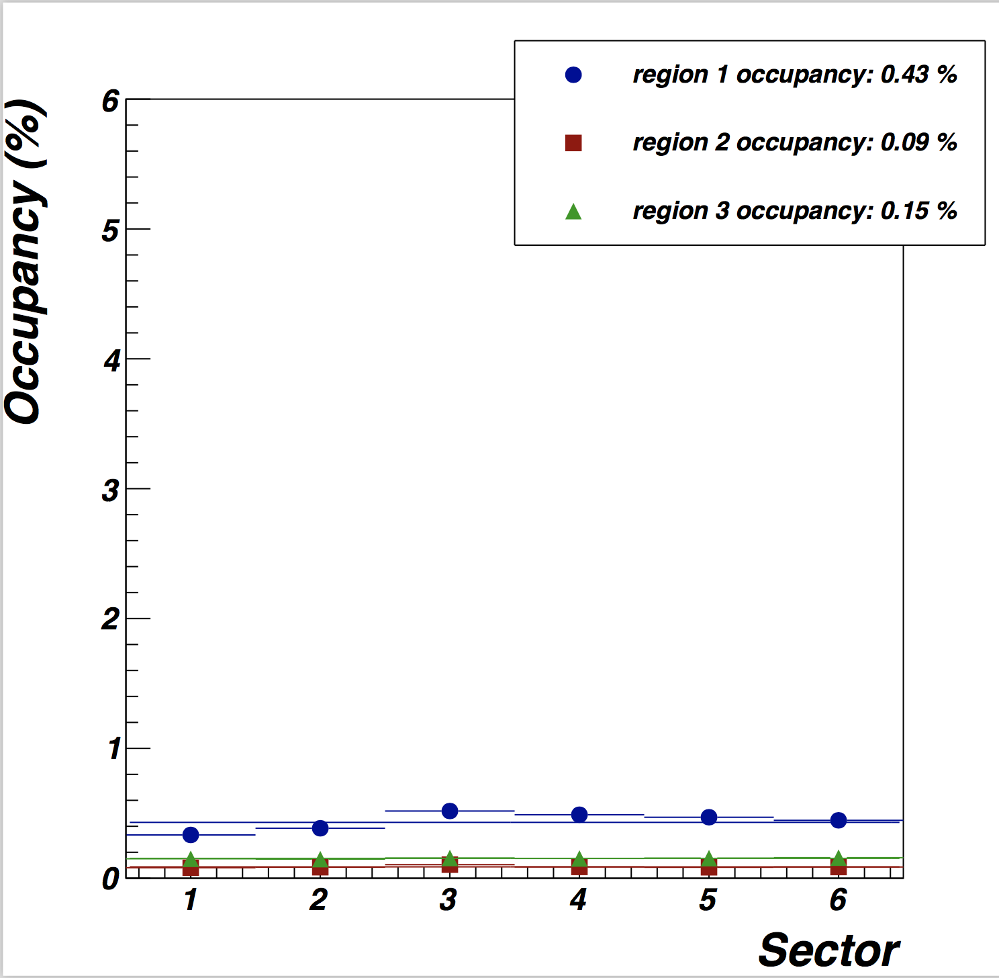 region 1 occupancy: 0.43 %
region 2 occupancy: 0.09 %
region 3 occupancy: 0.15 %
Occupancy (%)
6
5
4
3
2
1
0
1 2 3 4 5 6
Sector